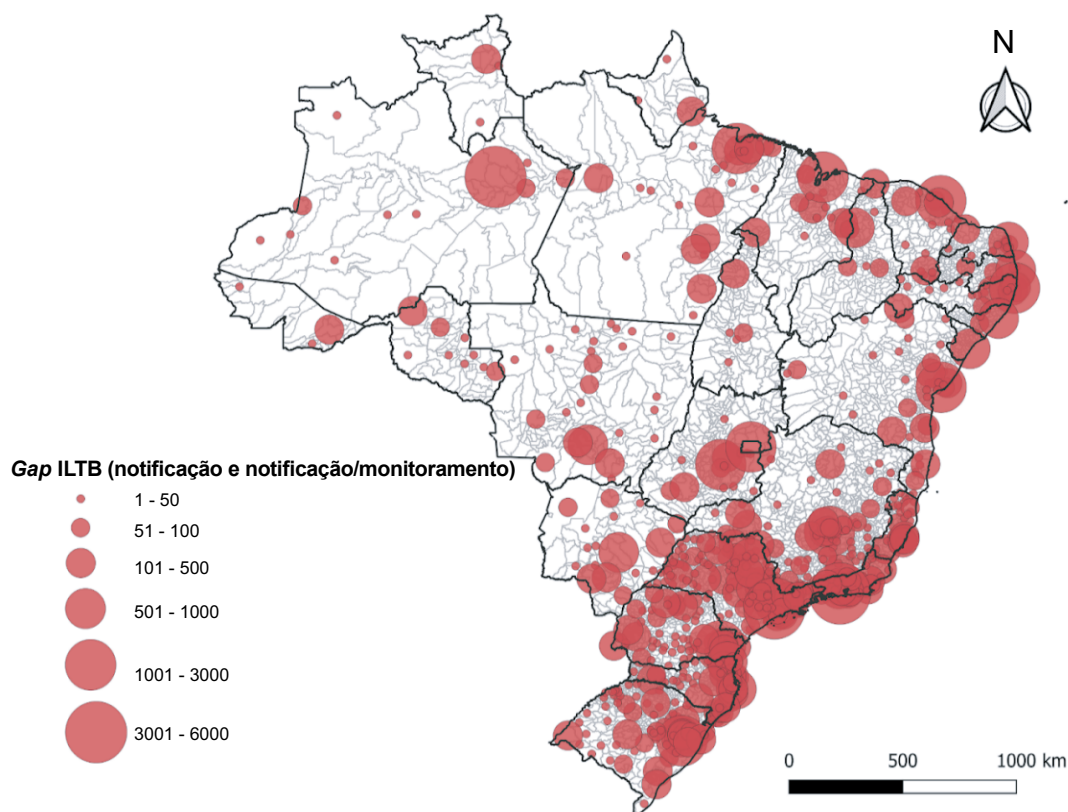 N
Gap ILTB (notificação e notificação/monitoramento)
1 - 50
51 - 100
101 - 500
501 - 1000
1001 - 3000
3001 - 6000
0 500 1000 km